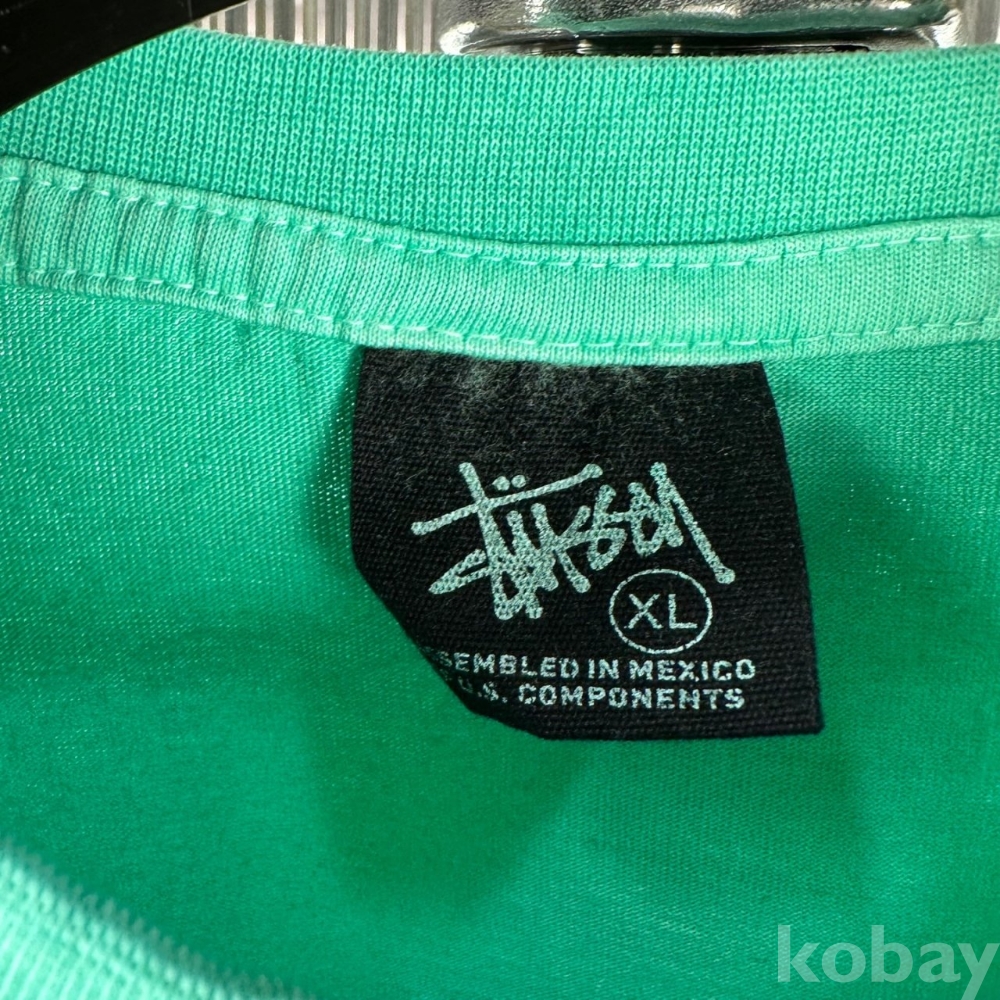 Stüssy
XL
SEMBLED IN MEXICO
U.S. COMPONENTS
kobay